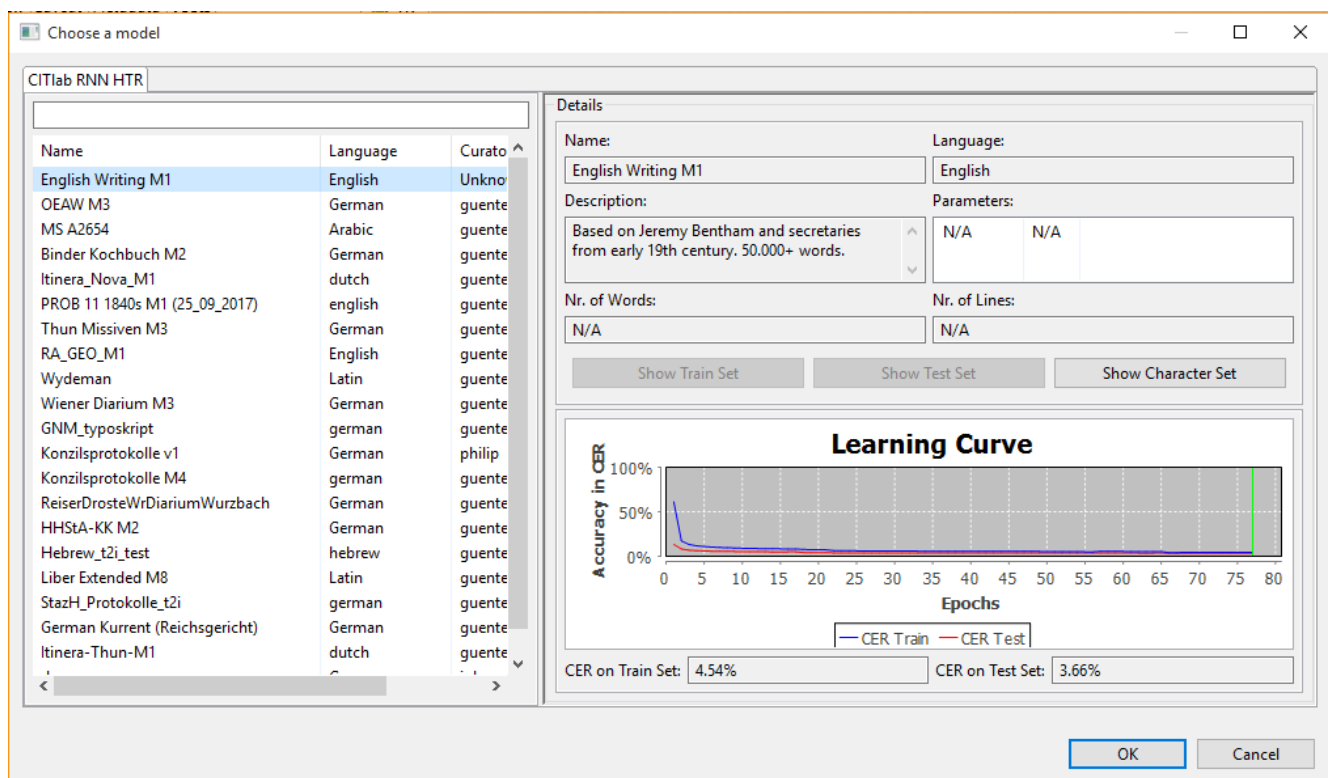 Choose a model
CITlab RNN HTR
Name Language Curato
English Writing M1 English Unkno
OEAW M3 German guente
MS A2654 Arabic guente
Binder Kochbuch M2 German guente
Itinera_Nova_M1 dutch guente
PROB 11 1840s M1 (25_09_2017) english guente
Thun Missiven M3 German guente
RA_GEO_M1 English guente
Wydeman Latin guente
Wiener Diarium M3 German guente
GNM_typoskript german guente
Konzilsprotokolle v1 German philip
Konzilsprotokolle M4 german guente
ReiserDrosteWrDiariumWurzbach German guente
HHStA-KK M2 German guente
Hebrew_t2i_test hebrew guente
Liber Extended M8 Latin guente
StazH_Protokolle_t2i german guente
German Kurrent (Reichsgericht) German guente
Itinera-Thun-M1 dutch guente
Details
Name: Language:
English Writing M1 English
Description: Parameters:
Based on Jeremy Bentham and secretaries
from early 19th century. 50.000+ words.
N/A N/A
Nr. of Words: Nr. of Lines:
N/A N/A
Show Train Set Show Test Set Show Character Set
Learning Curve
Accuracy in CER
100%
50%
0%
0 5 10 15 20 25 30 35 40 45 50 55 60 65 70 75 80
Epochs
CER Train CER Test
CER on Train Set: 4.54% CER on Test Set: 3.66%
OK Cancel